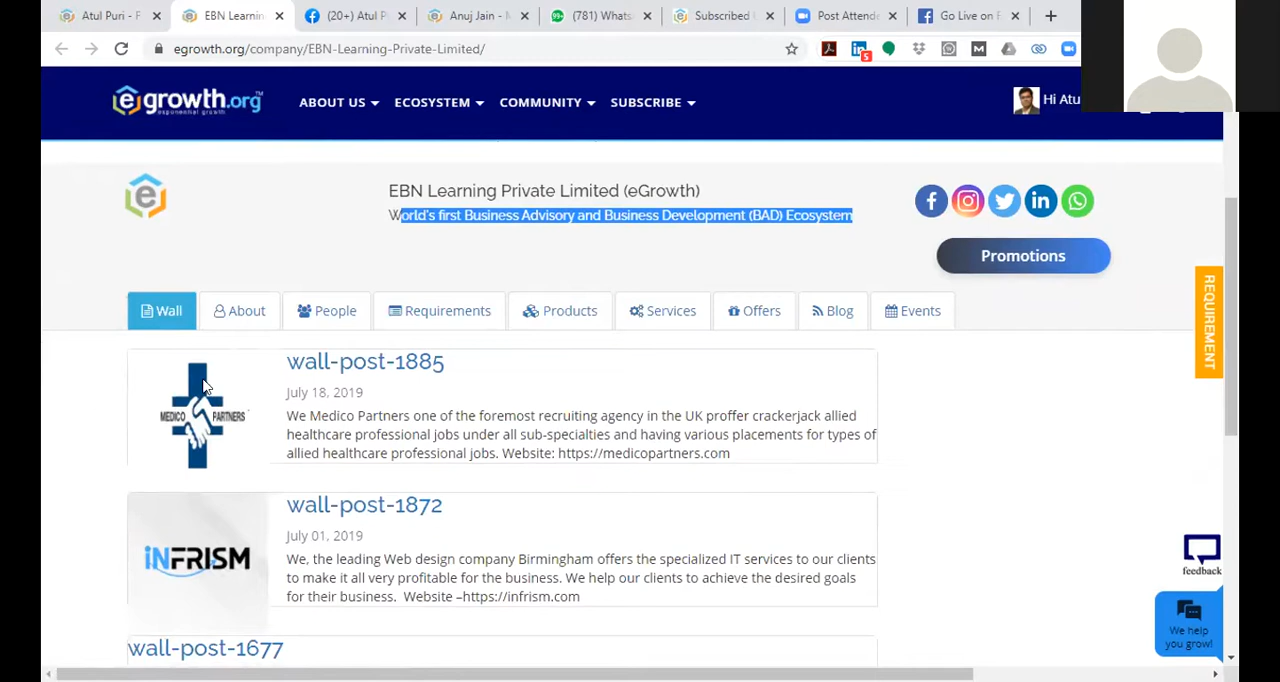 Atul Puri - F
EBN Learnin
(20+) Atul P
Anuj Jain - 
(781) Whats
Subscribed
Post Attende
Go Live on F
egrowth.org/company/EBN-Learning-Private-Limited/
5
egrowth.org™
exponential growth
ABOUT US
ECOSYSTEM
COMMUNITY
SUBSCRIBE
Hi Atu
EBN Learning Private Limited (eGrowth)
World's first Business Advisory and Business Development (BAD) Ecosystem
Promotions
Wall
About
People
Requirements
Products
Services
Offers
Blog
Events
REQUIREMENT
MEDICO PARTNERS
wall-post-1885
July 18, 2019
We Medico Partners one of the foremost recruiting agency in the UK proffer crackerjack allied
healthcare professional jobs under all sub-specialties and having various placements for types of
allied healthcare professional jobs. Website: https://medicopartners.com
iNFRISM
wall-post-1872
July 01, 2019
We, the leading Web design company Birmingham offers the specialized IT services to our clients
to make it all very profitable for the business. We help our clients to achieve the desired goals
for their business. Website –https://infrism.com
wall-post-1677
feedback
We help
you grow!